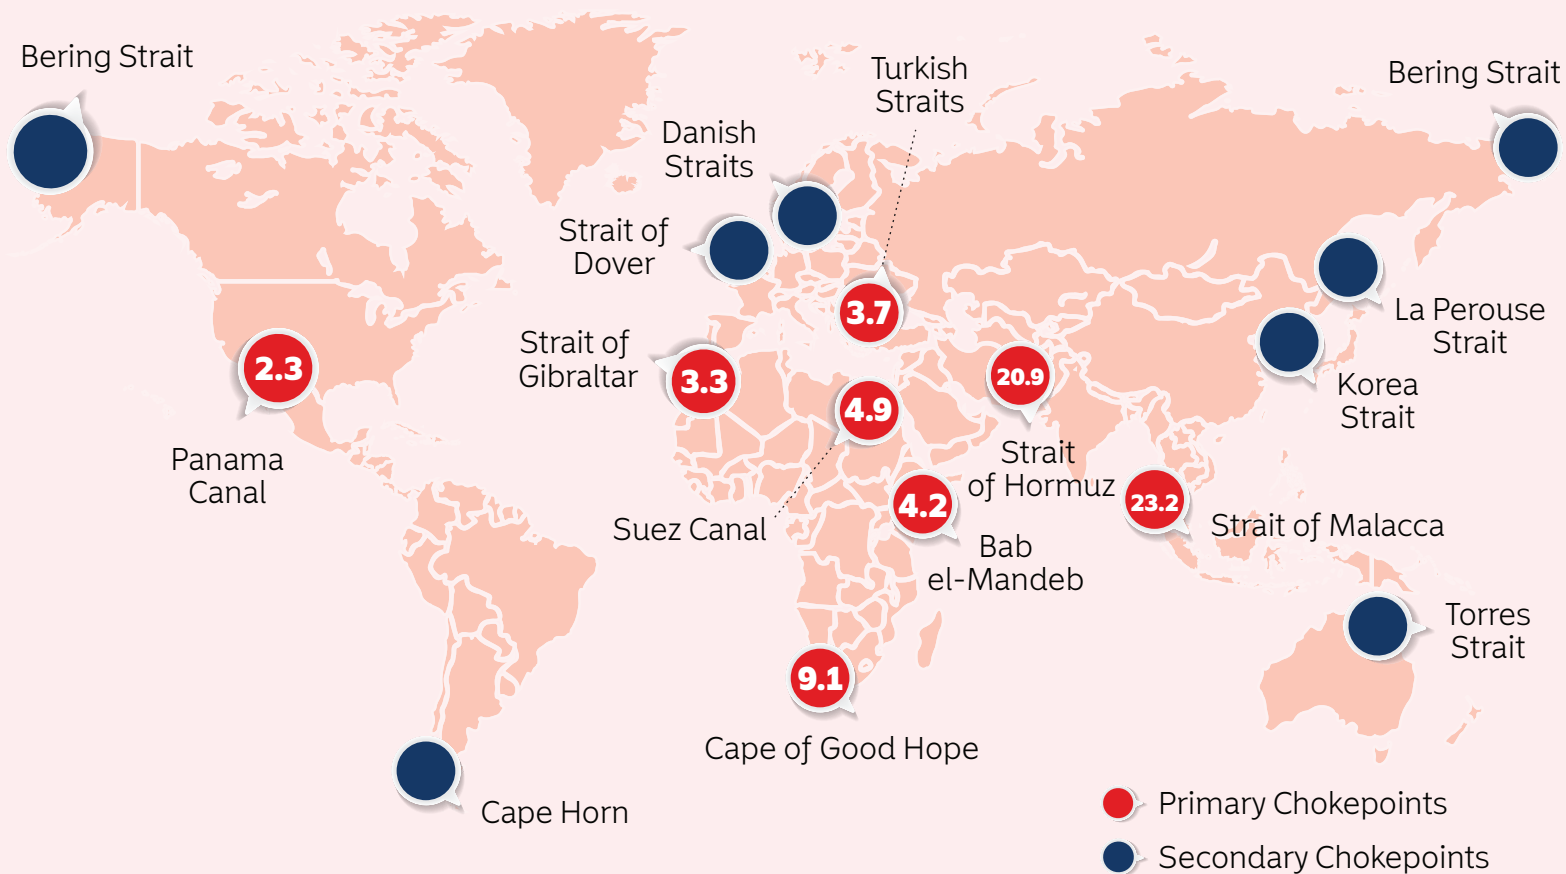 Bering Strait
Turkish
Straits
Bering Strait
Danish
Straits
Strait of
Dover
3.7
La Perouse
Strait
Strait of
Gibraltar
2.3
3.3
4.9
20.9
Korea
Strait
Panama
Canal
Strait
of Hormuz
4.2
23.2
Suez Canal
Strait of Malacca
Bab
el-Mandeb
Torres
Strait
9.1
Cape of Good Hope
Cape Horn
Primary Chokepoints
Secondary Chokepoints